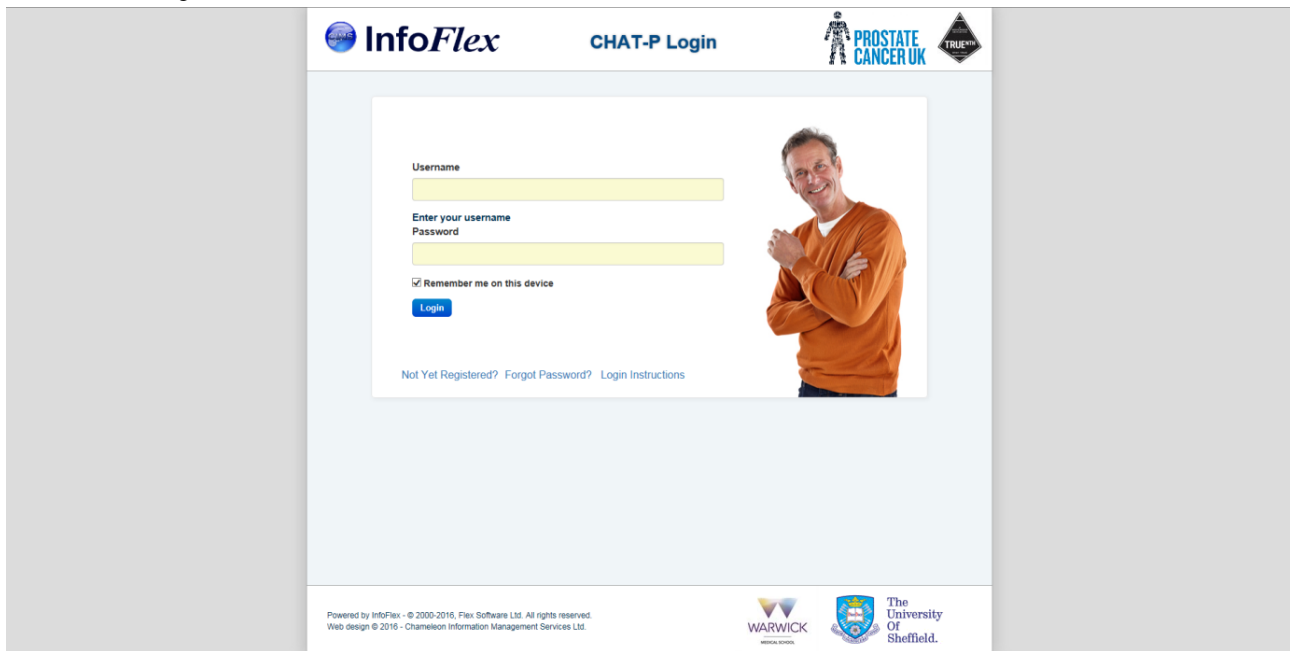 CIMS InfoFlex
CHAT-P Login
PROSTATE
CANCER UK
TRUE NTH
Username
Enter your username
Password
Remember me on this device
Login
Not Yet Registered? Forgot Password? Login Instructions
Powered by InfoFlex - © 2000-2016, Flex Software Ltd. All rights reserved.
Web design © 2016 - Chameleon Information Management Services Ltd.
WARWICK
MEDICAL SCHOOL
The
University
Of
Sheffield.